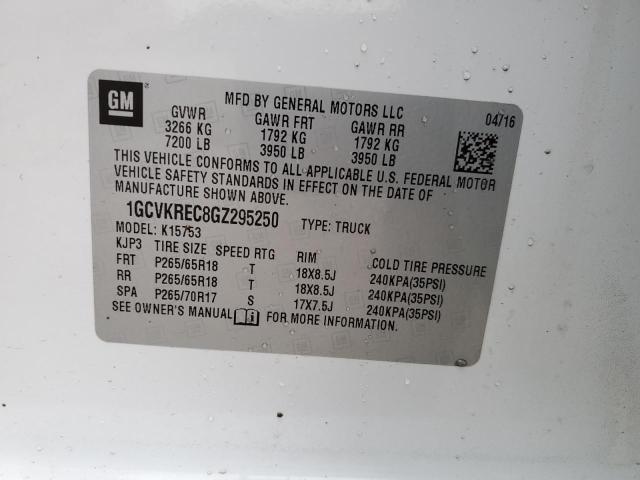 GM
MFD BY GENERAL MOTORS LLC
04/16
GVWR GAWR FRT GAWR RR
3266 KG 1792 KG 1792 KG
7200 LB 3950 LB 3950 LB
THIS VEHICLE CONFORMS TO ALL APPLICABLE U.S. FEDERAL MOTOR
VEHICLE SAFETY STANDARDS IN EFFECT ON THE DATE OF
MANUFACTURE SHOWN ABOVE.
1GCVKREC8GZ295250 TYPE: TRUCK
MODEL: K15753
KJP3 TIRE SIZE SPEED RTG RIM COLD TIRE PRESSURE
FRT P265/65R18 T 18X8.5J 240KPA(35PSI)
RR P265/65R18 T 18X8.5J 240KPA(35PSI)
SPA P265/70R17 S 17X7.5J 240KPA(35PSI)
SEE OWNER'S MANUAL FOR MORE INFORMATION.